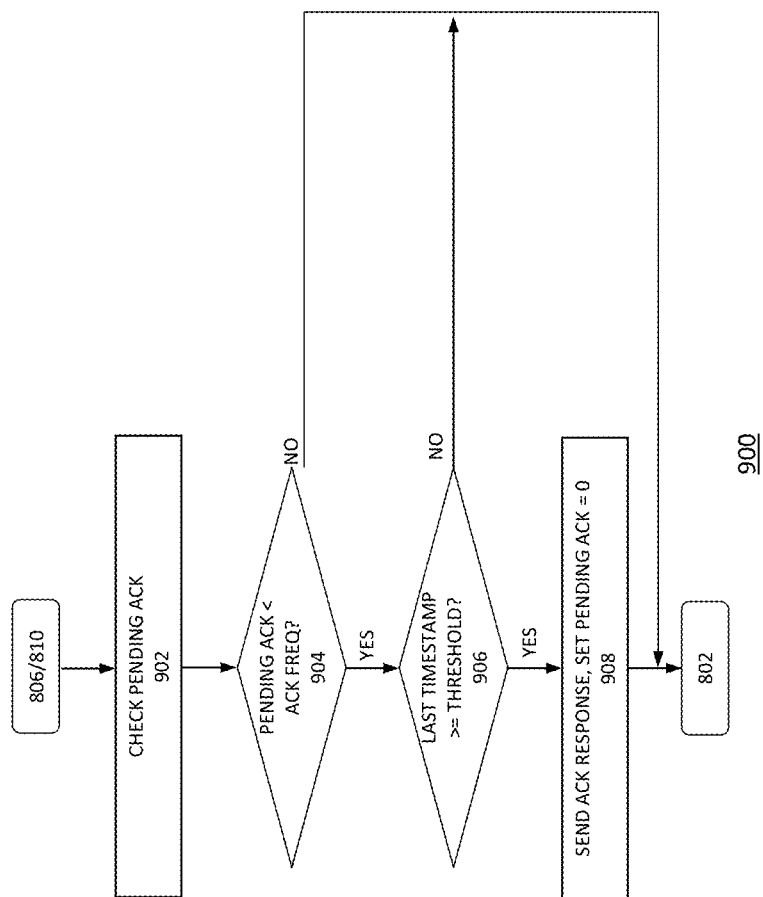 806/810
CHECK PENDING ACK
902
PENDING ACK <
ACK FREQ?
904
NO
YES
LAST TIMESTAMP
>= THRESHOLD?
906
NO
YES
SEND ACK RESPONSE, SET PENDING ACK = 0
908
802
900